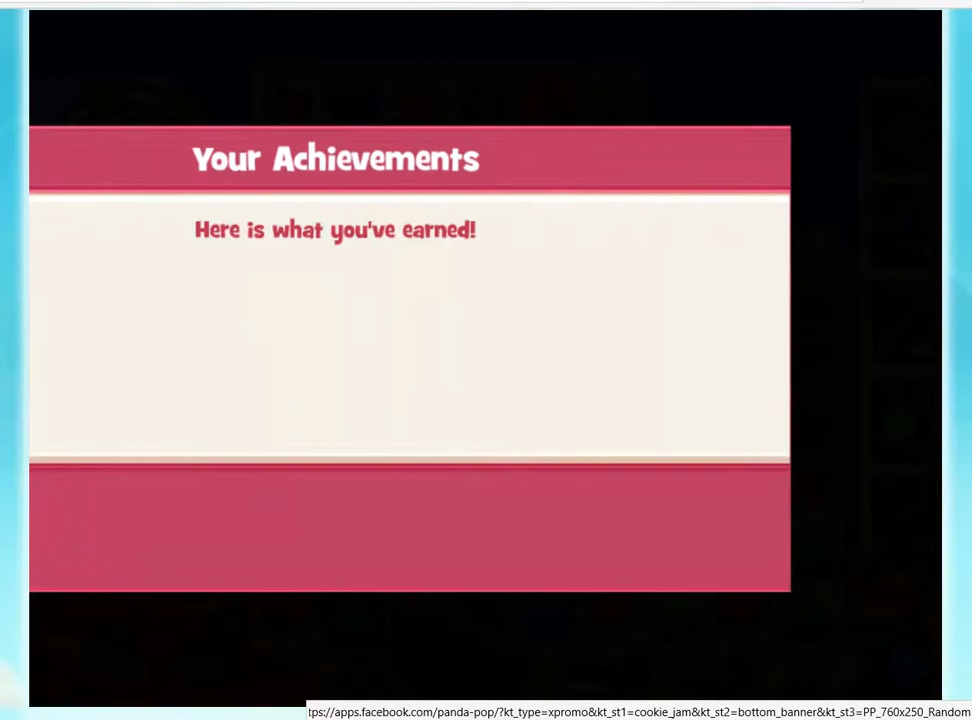 Your Achievements
Here is what you've earned!
tps://apps.facebook.com/panda-pop/?kt_type=xpromo&kt_st1=cookie_jam&kt_st2=bottom_banner&kt_st3=PP_760x250_Random